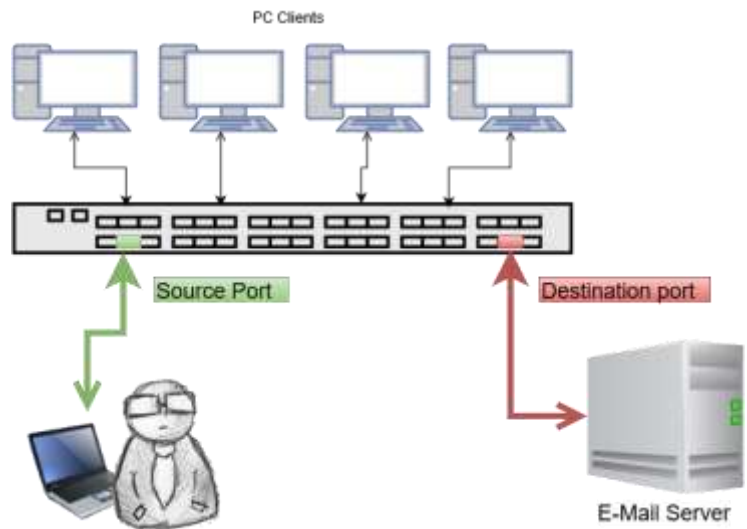 PC Clients
Source Port
Destination port
E-Mail Server